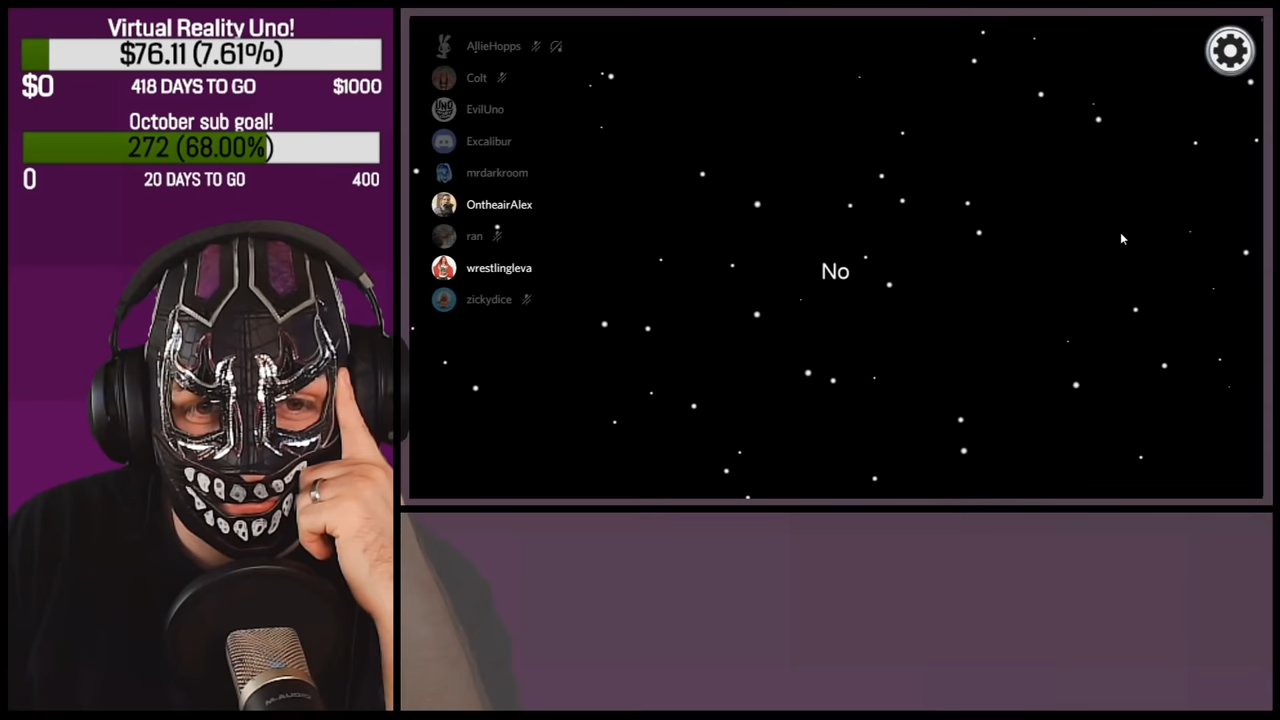 Virtual Reality Uno!
$76.11 (7.61%)
$0 418 DAYS TO GO $1000
October sub goal!
272 (68.00%)
0 20 DAYS TO GO 400
AllieHopps
Colt
EvilUno
Excalibur
mrdarkroom
OntheairAlex
ran
wrestlingleva
zickydice
No
M-AUDIO